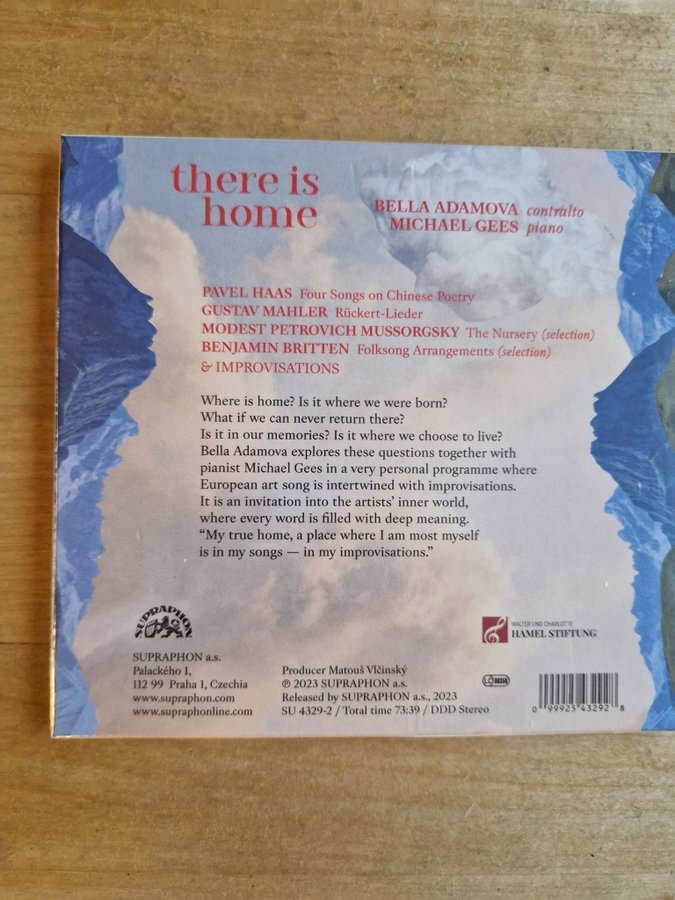 there is
home
BELLA ADAMOVA contralto
MICHAEL GEES piano
PAVEL HAAS Four Songs on Chinese Poetry
GUSTAV MAHLER Rückert-Lieder
MODEST PETROVICH MUSSORGSKY The Nursery (selection)
BENJAMIN BRITTEN Folksong Arrangements (selection)
& IMPROVISATIONS
Where is home? Is it where we were born?
What if we can never return there?
Is it in our memories? Is it where we choose to live?
Bella Adamova explores these questions together with
pianist Michael Gees in a very personal programme where
European art song is intertwined with improvisations.
It is an invitation into the artists' inner world,
where every word is filled with deep meaning.
“My true home, a place where I am most myself
is in my songs — in my improvisations.”
SUPRAPHON
SUPRAPHON a.s.
Palackého 1,
112 99 Praha 1, Czechia
www.supraphon.com
www.supraphonline.com
Producer Matouš Vlčinský
℗ 2023 SUPRAPHON a.s.
Released by SUPRAPHON a.s., 2023
SU 4329-2 / Total time 73:39 / DDD Stereo
WALTER UND CHARLOTTE
HAMEL STIFTUNG
LC
0 99925 43292 8